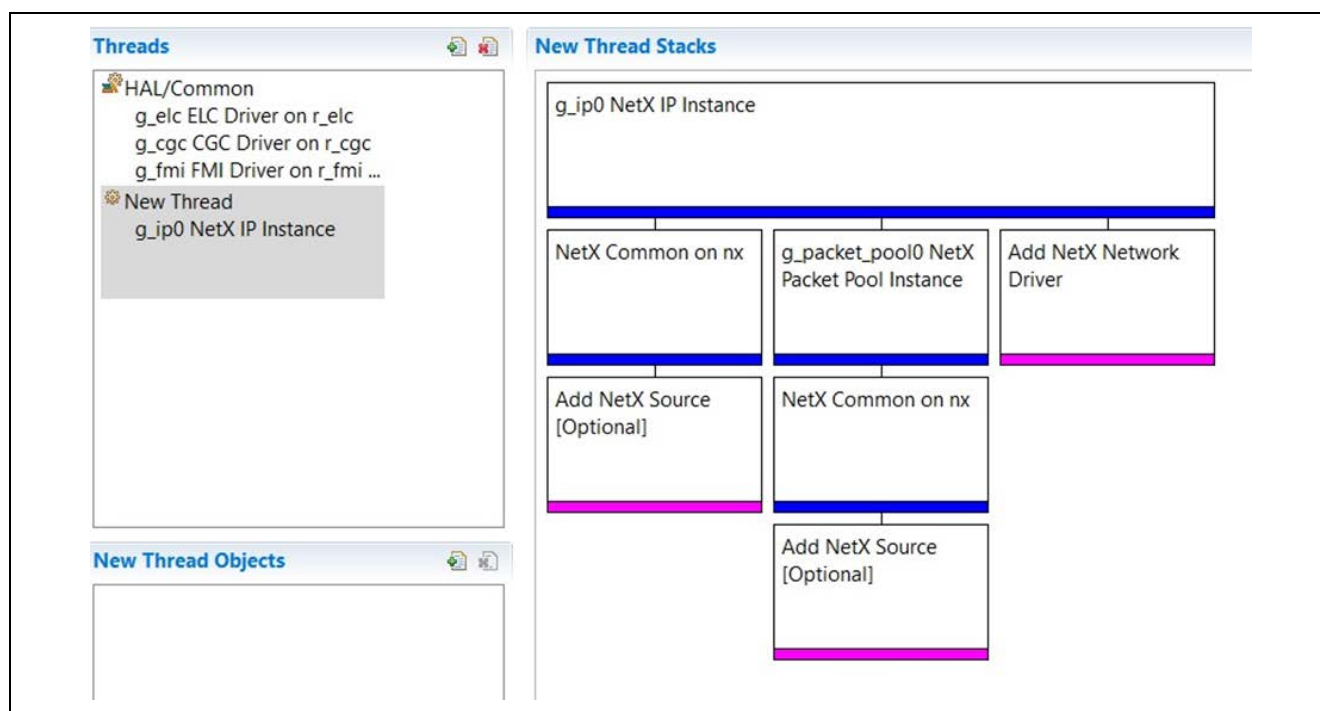 Threads
HAL/Common
g_elc ELC Driver on r_elc
g_cgc CGC Driver on r_cgc
g_fmi FMI Driver on r_fmi ...
New Thread
g_ip0 NetX IP Instance
New Thread Objects
New Thread Stacks
g_ip0 NetX IP Instance
NetX Common on nx
g_packet_pool0 NetX
Packet Pool Instance
Add NetX Network
Driver
Add NetX Source
[Optional]
NetX Common on nx
Add NetX Source
[Optional]